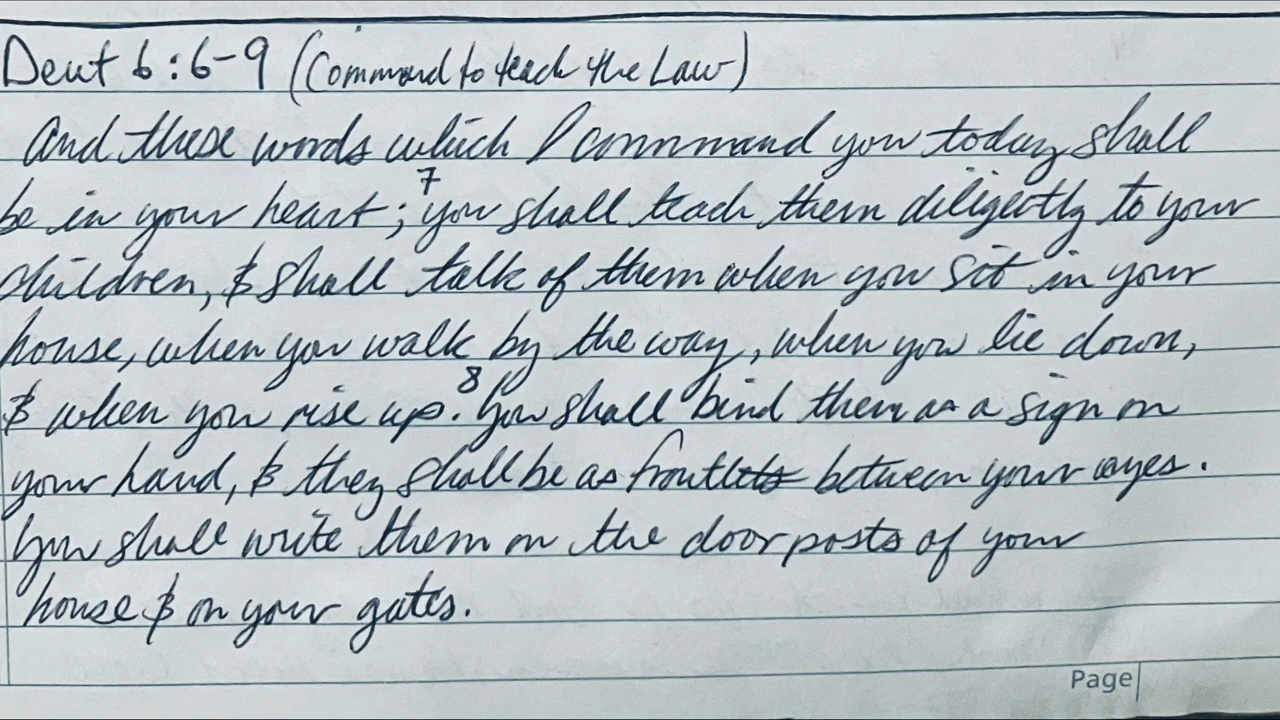 Deut 6:6-9 (Command to teach the Law)
And these words which I command you today shall
7
be in your heart; you shall teach them diligently to your
children, & shall talk of them when you sit in your
house, when you walk by the way, when you lie down,
8
& when you rise up. You shall bind them as a sign on
your hand, & they shall be as frontlets between your eyes.
You shall write them on the doorposts of your
house & on your gates.
Page